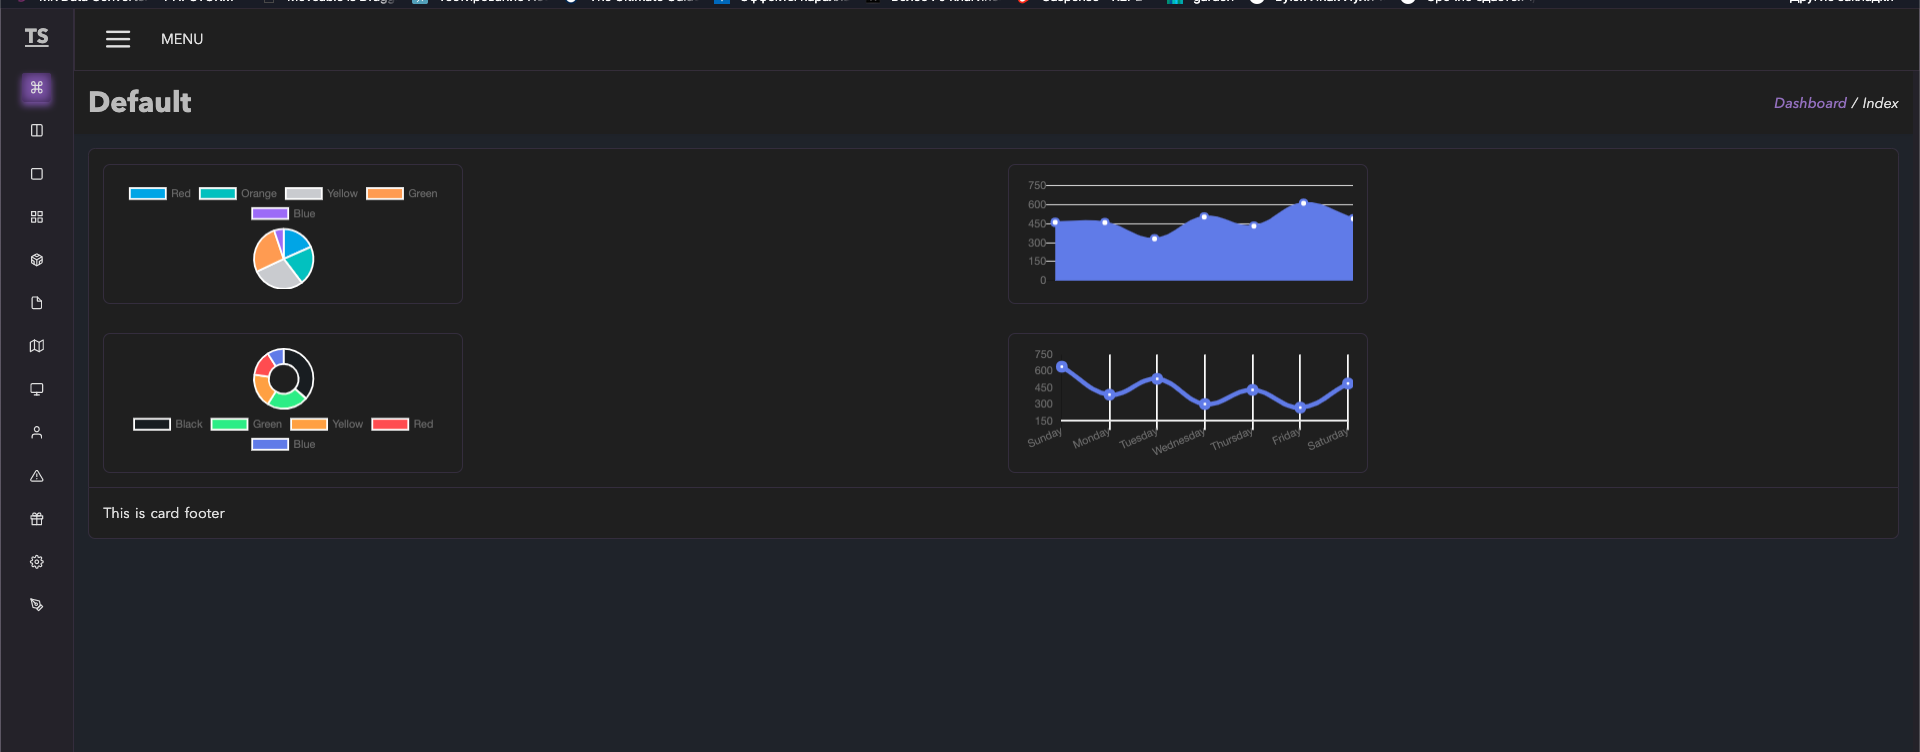 TS
MENU
Default
Dashboard / Index
Red Orange Yellow Green
Blue
750
600
450
300
150
0
Black Green Yellow Red
Blue
750
600
450
300
150
Sunday Monday Tuesday Wednesday Thursday Friday Saturday
This is card footer